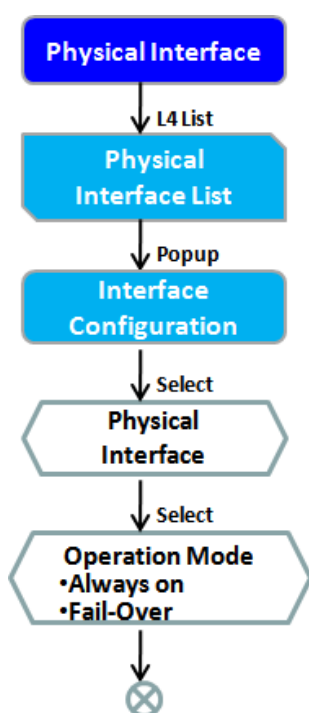 Physical Interface
L4 List
Physical
Interface List
Popup
Interface
Configuration
Select
Physical
Interface
Select
Operation Mode
•Always on
•Fail-Over